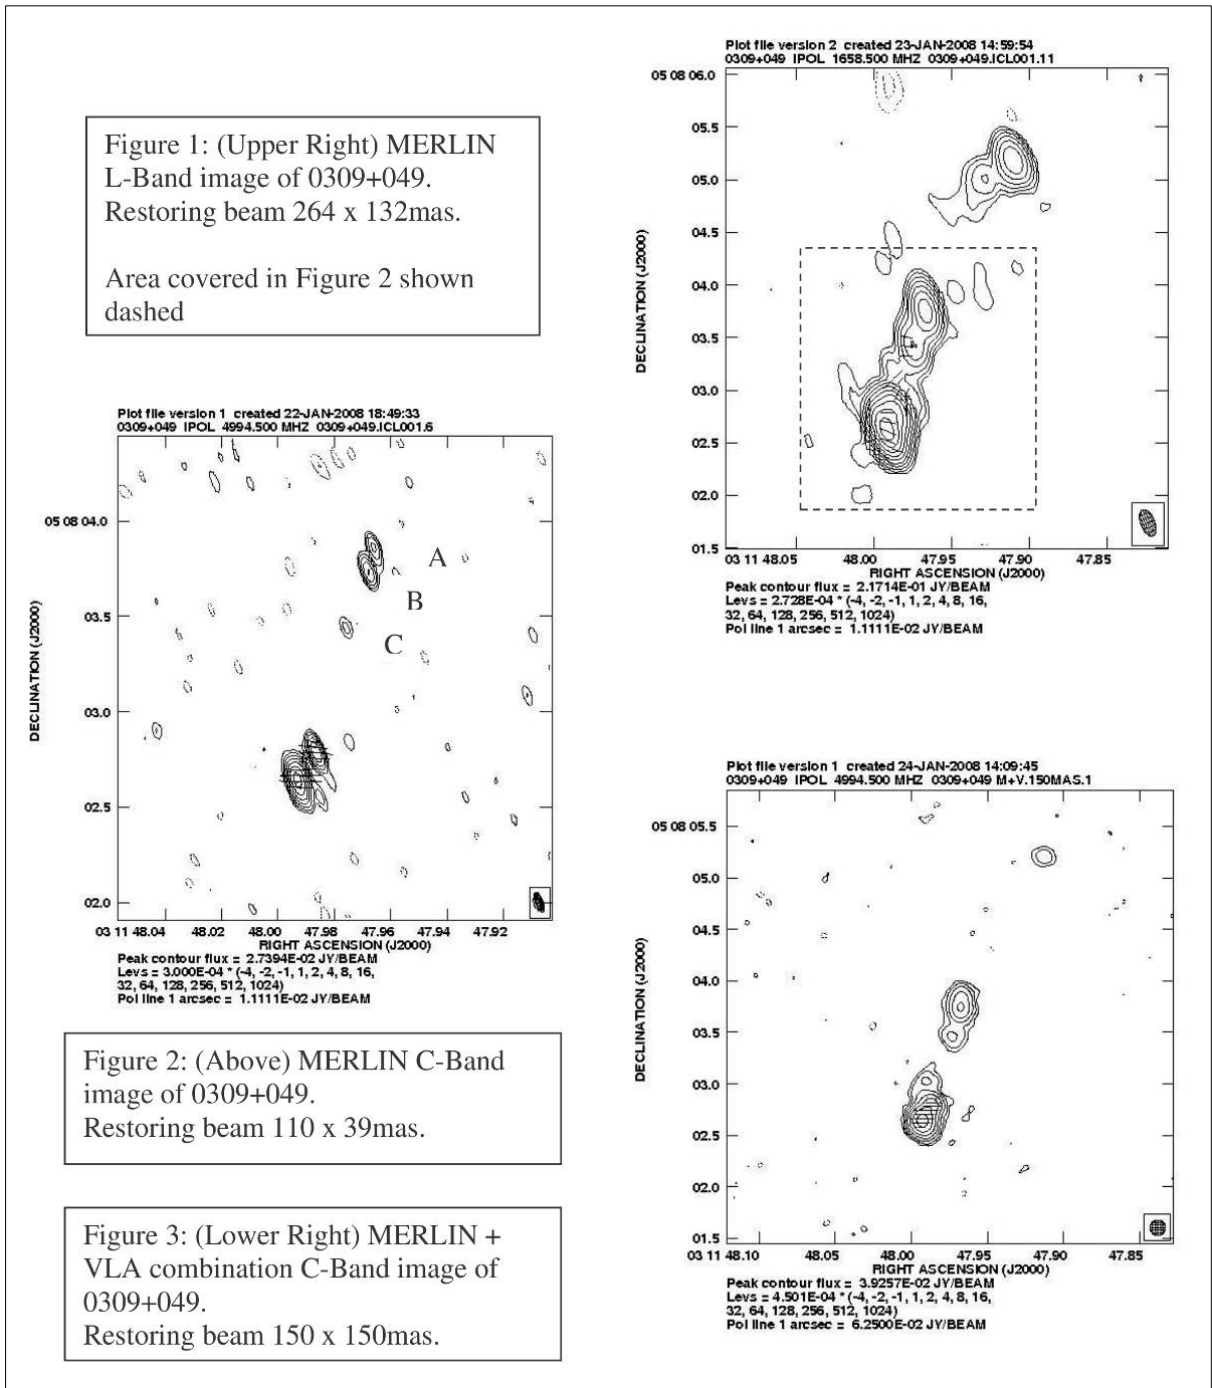 Figure 1: (Upper Right) MERLIN
L-Band image of 0309+049.
Restoring beam 264 x 132mas.
Area covered in Figure 2 shown
dashed
Plot file version 2 created 23-JAN-2008 14:59:54
0309+049 IPOL 1658.500 MHZ 0309+049.ICL001.11
05 08 06.0
05.5
05.0
04.5
04.0
03.5
03.0
02.5
02.0
01.5
DECLINATION (J2000)
03 11 48.05
48.00
47.95
47.90
47.85
RIGHT ASCENSION (J2000)
Peak contour flux = 2.1714E-01 JY/BEAM
Levs = 2.728E-04 * (-4, -2, -1, 1, 2, 4, 8, 16,
32, 64, 128, 256, 512, 1024)
Pol line 1 arcsec = 1.1111E-02 JY/BEAM
Plot file version 1 created 22-JAN-2008 18:49:33
0309+049 IPOL 4994.500 MHZ 0309+049.ICL001.6
05 08 04.0
03.5
03.0
02.5
02.0
DECLINATION (J2000)
A
B
C
03 11 48.04
48.02
48.00
47.98
47.96
47.94
47.92
RIGHT ASCENSION (J2000)
Peak contour flux = 2.7394E-02 JY/BEAM
Levs = 3.000E-04 * (-4, -2, -1, 1, 2, 4, 8, 16,
32, 64, 128, 256, 512, 1024)
Pol line 1 arcsec = 1.1111E-02 JY/BEAM
Figure 2: (Above) MERLIN C-Band
image of 0309+049.
Restoring beam 110 x 39mas.
Plot file version 1 created 24-JAN-2008 14:09:45
0309+049 IPOL 4994.500 MHZ 0309+049 M+V.150MAS.1
05 08 05.5
05.0
04.5
04.0
03.5
03.0
02.5
02.0
01.5
DECLINATION (J2000)
03 11 48.10
48.05
48.00
47.95
47.90
47.85
RIGHT ASCENSION (J2000)
Peak contour flux = 3.9257E-02 JY/BEAM
Levs = 4.501E-04 * (-4, -2, -1, 1, 2, 4, 8, 16,
32, 64, 128, 256, 512, 1024)
Pol line 1 arcsec = 6.2500E-02 JY/BEAM
Figure 3: (Lower Right) MERLIN +
VLA combination C-Band image of
0309+049.
Restoring beam 150 x 150mas.